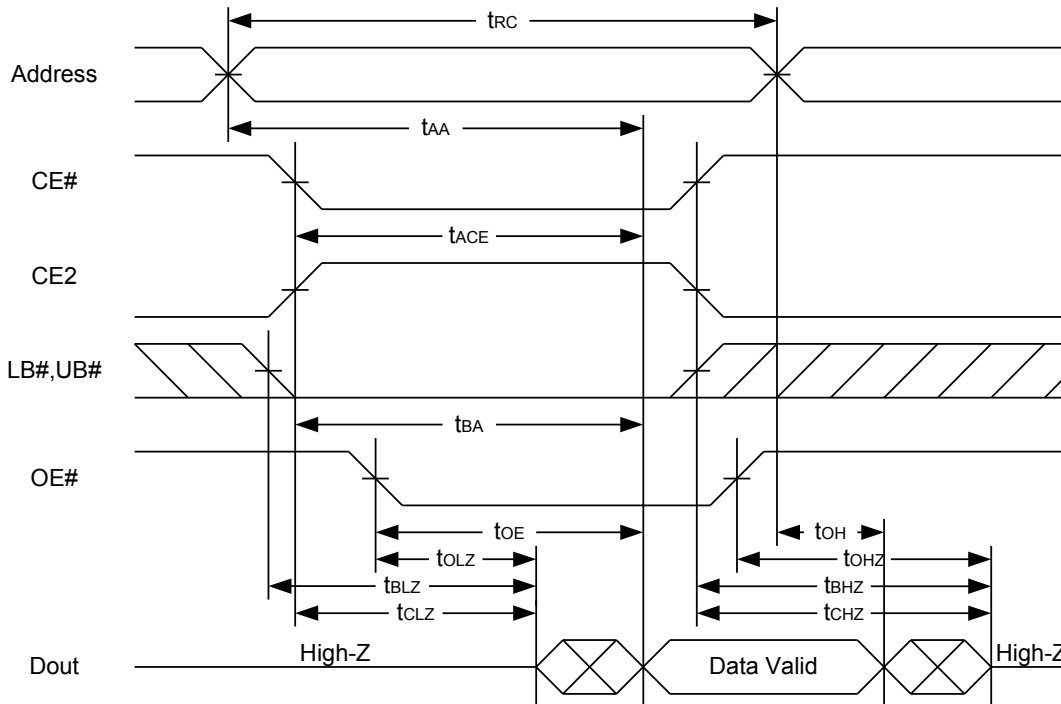 tRC
Address
tAA
CE#
tACE
CE2
LB#,UB#
tBA
OE#
tOE
tOH
tOLZ
tOHZ
tBLZ
tBHZ
tCLZ
tCHZ
High-Z
High-Z
Dout
Data Valid